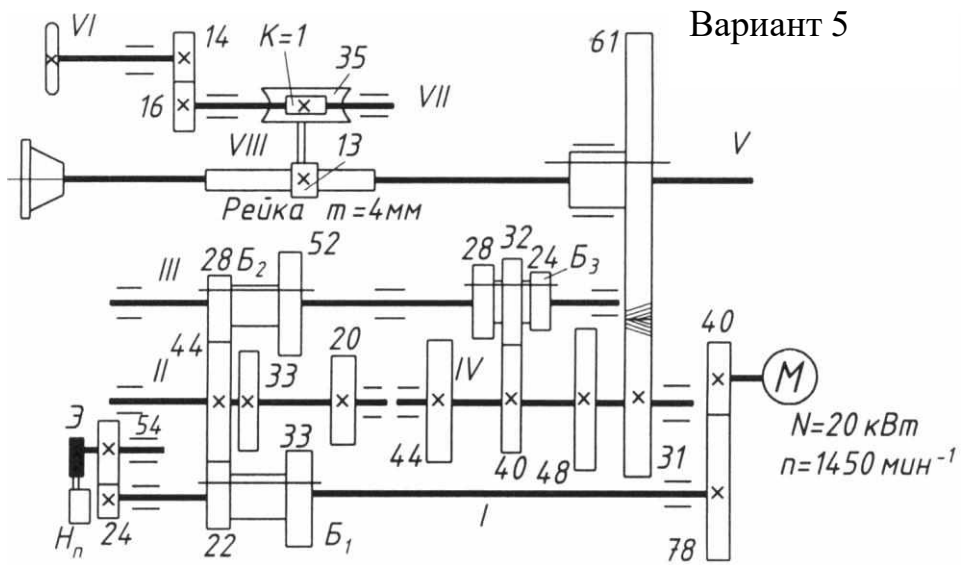 Вариант 5
VI
14
К=1
35
61
16
VII
VIII
13
V
Рейка m=4мм
III
28
Б₂
52
28
32
24
Б₃
44
20
40
II
33
IV
М
Э
54
33
44
40
48
31
N=20 кВт
n=1450 мин⁻¹
Нп
24
22
Б₁
I
78